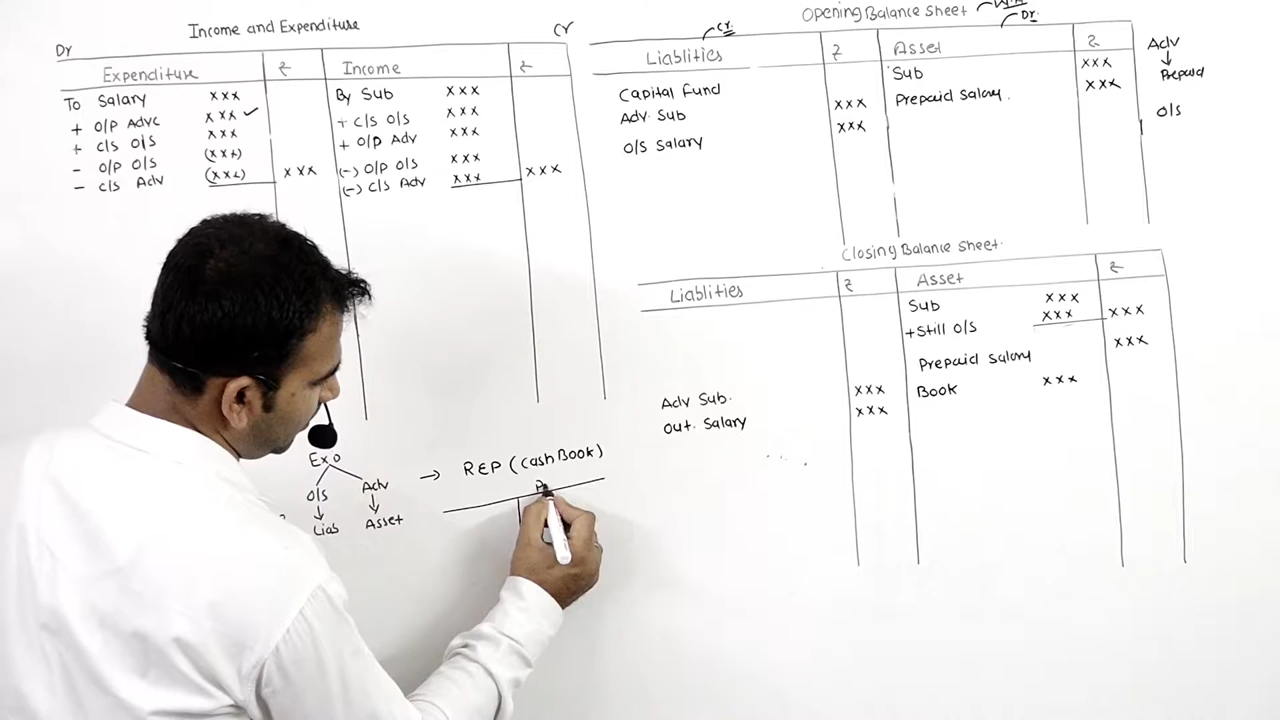 Income and Expenditure
Dr
Cr
Expenditure ₹ Income ₹
To Salary xxx By Sub xxx
+ O/P Advc xxx ✓ + c/s O/S xxx
+ c/s O/S xxx + O/P Adv xxx
- O/P O/S (xxx) xxx (-) O/P O/S xxx xxx
- c/s Adv (xxx) (-) c/s Adv xxx
Opening Balance Sheet
Cr.
Dr.
Liablities ₹ Asset ₹
Capital Fund Sub xxx
Adv Sub xxx Prepaid Salary. xxx
O/S Salary xxx
Adv
↓
Prepaid
O/S
Closing Balance Sheet
Liablities ₹ Asset ₹
Sub xxx
+Still O/S xxx xxx
Prepaid Salary xxx
Adv Sub. xxx Book xxx
Out. Salary xxx
Exp
O/S Adv
↓ ↓
Liab Asset
→ R&P (Cash Book)
P